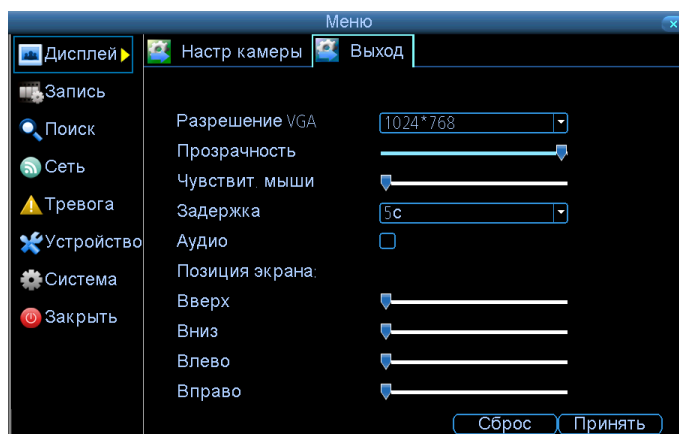 Меню
Дисплей
Запись
Поиск
Сеть
Тревога
Устройство
Система
Закрыть
Настр камеры
Выход
Разрешение VGA 1024*768
Прозрачность
Чувствит. мыши
Задержка 5с
Аудио
Позиция экрана:
Вверх
Вниз
Влево
Вправо
Сброс Принять